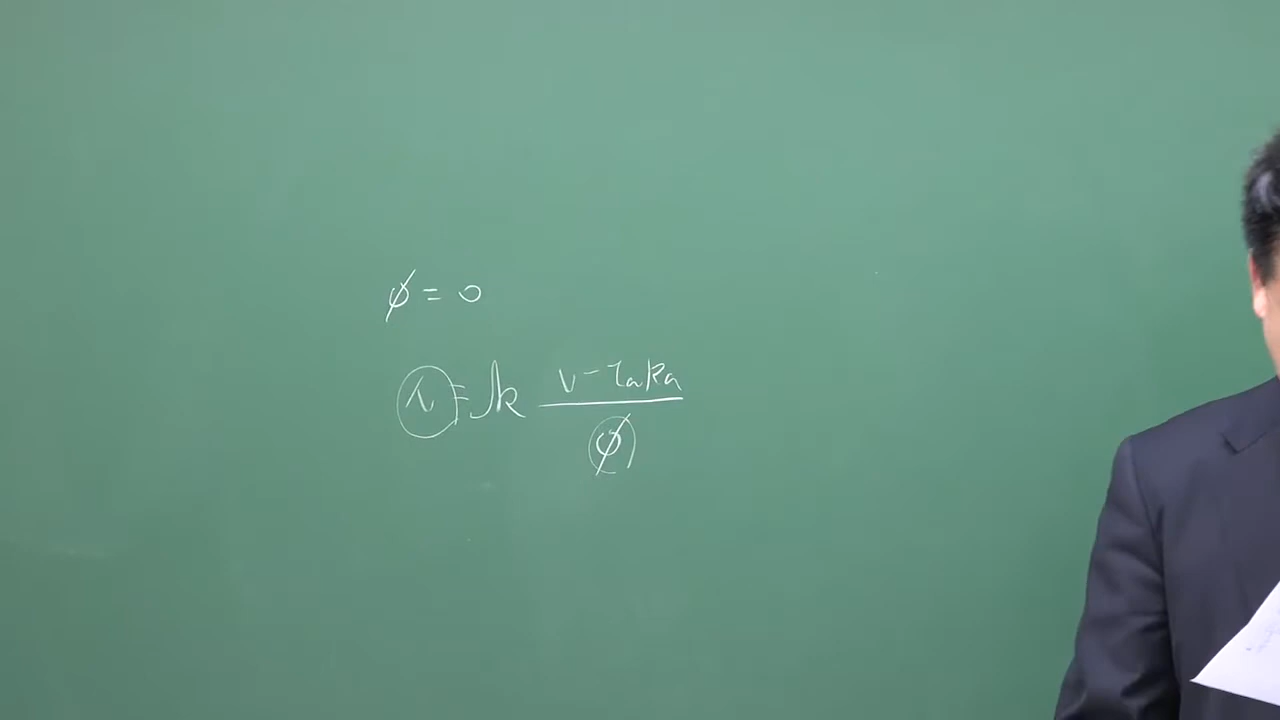 φ = 0
λ = k (V - IaRa) / φ